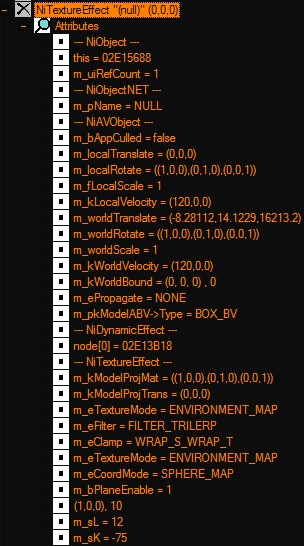 NiTextureEffect "(null)" (0,0,0)
Attributes
--- NiObject ---
this = 02E15688
m_uiRefCount = 1
--- NiObjectNET ---
m_pName = NULL
--- NiAVObject ---
m_bAppCulled = false
m_localTranslate = (0,0,0)
m_localRotate = ((1,0,0),(0,1,0),(0,0,1))
m_fLocalScale = 1
m_kLocalVelocity = (120,0,0)
m_worldTranslate = (-8.28112,14.1229,16213.2)
m_worldRotate = ((1,0,0),(0,1,0),(0,0,1))
m_worldScale = 1
m_kWorldVelocity = (120,0,0)
m_kWorldBound = (0, 0, 0) , 0
m_ePropagate = NONE
m_pkModelABV->Type = BOX_BV
--- NiDynamicEffect ---
node[0] = 02E13B18
--- NiTextureEffect ---
m_kModelProjMat = ((1,0,0),(0,1,0),(0,0,1))
m_kModelProjTrans = (0,0,0)
m_eTextureMode = ENVIRONMENT_MAP
m_eFilter = FILTER_TRILERP
m_eClamp = WRAP_S_WRAP_T
m_eTextureMode = ENVIRONMENT_MAP
m_eCoordMode = SPHERE_MAP
m_bPlaneEnable = 1
(1,0,0), 10
m_sL = 12
m_sK = -75